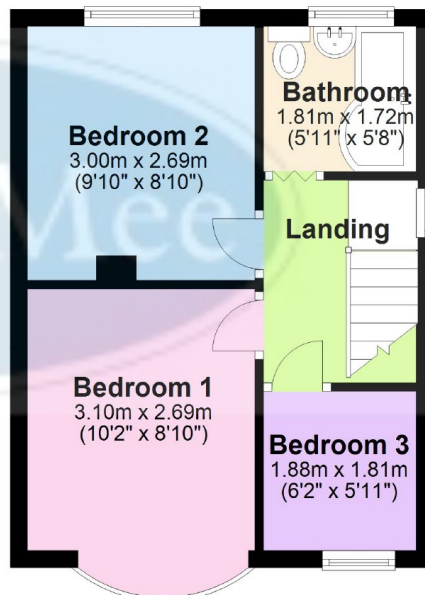 Bedroom 2
3.00m x 2.69m
(9'10" x 8'10")
Bathroom
1.81m x 1.72m
(5'11" x 5'8")
Landing
Mee
Bedroom 1
3.10m x 2.69m
(10'2" x 8'10")
Bedroom 3
1.88m x 1.81m
(6'2" x 5'11")